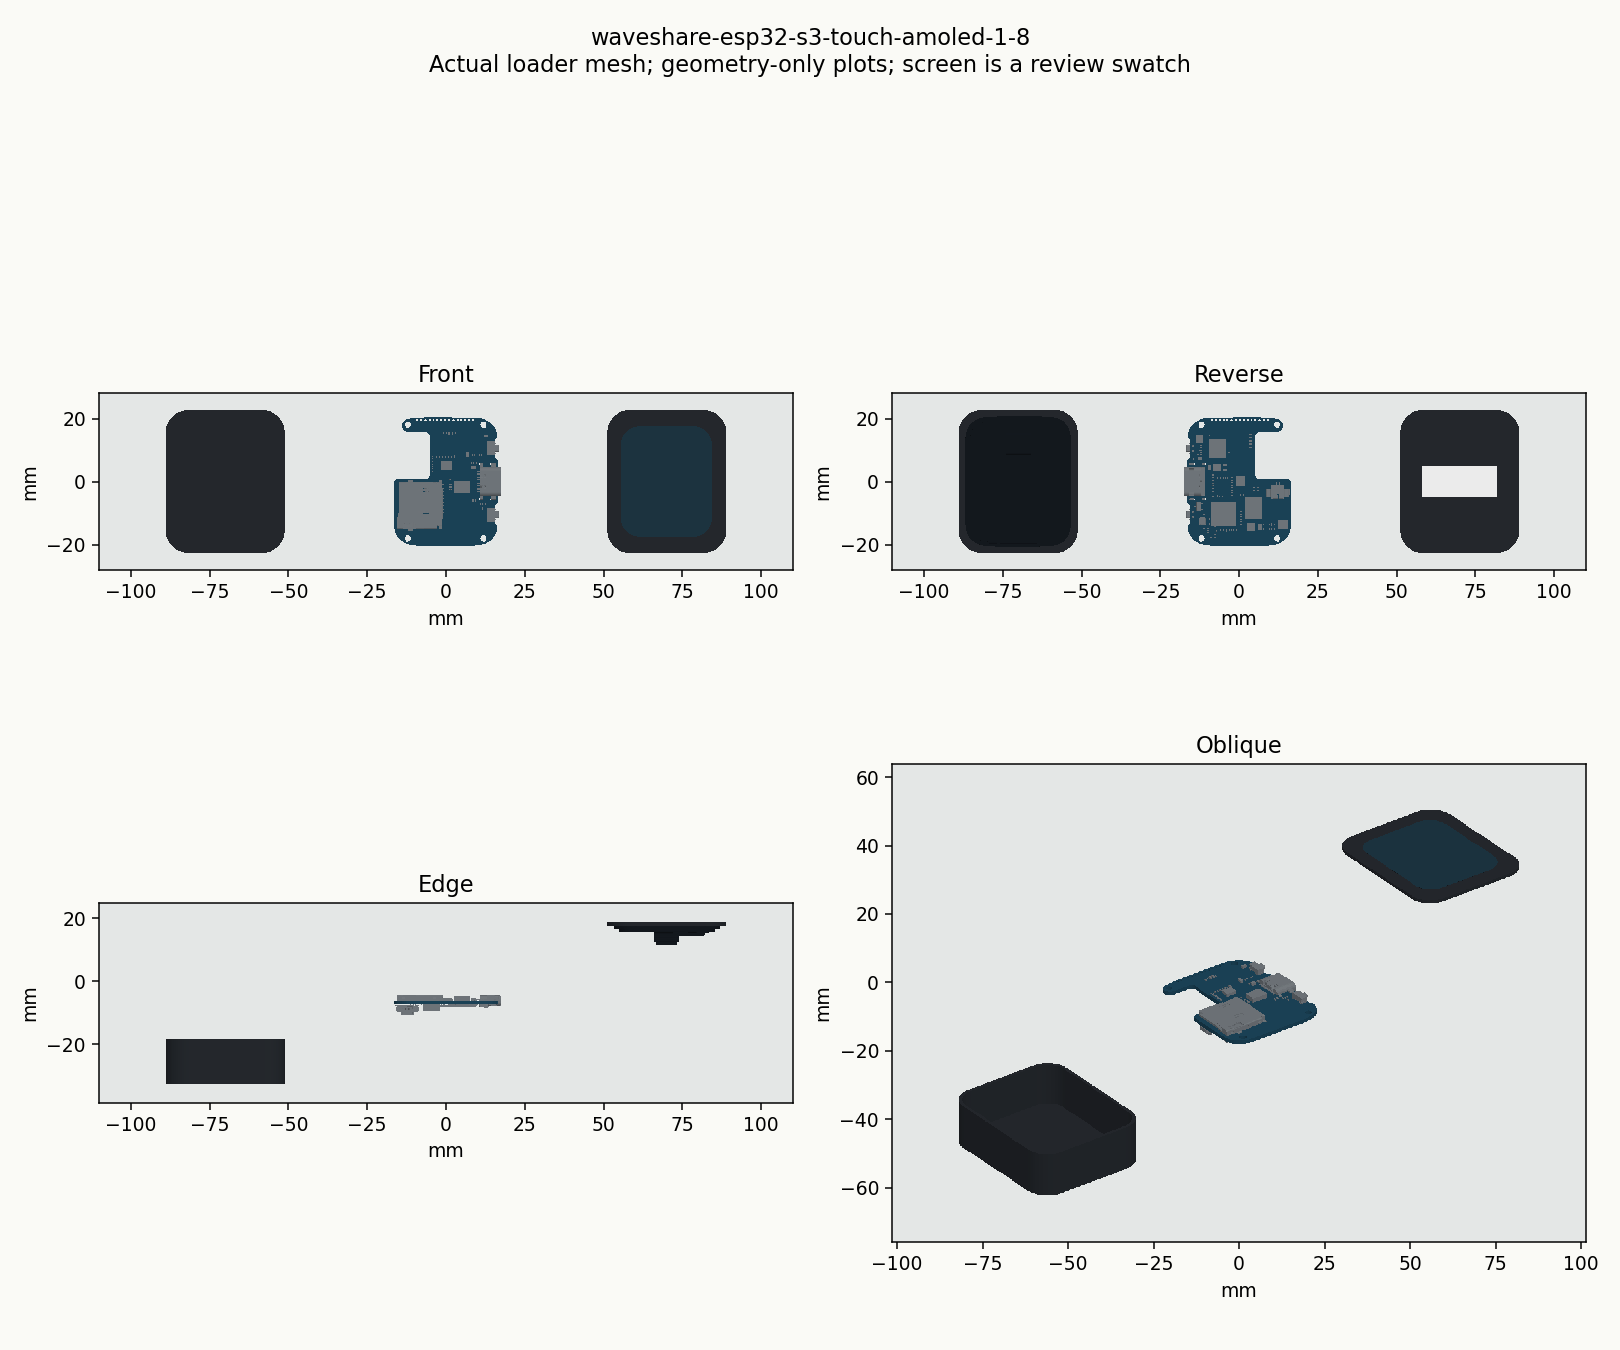 waveshare-esp32-s3-touch-amoled-1-8
Actual loader mesh; geometry-only plots; screen is a review swatch
Front
20
0
−20
mm
−100 −75 −50 −25 0 25 50 75 100
mm
Reverse
20
0
−20
mm
−100 −75 −50 −25 0 25 50 75 100
mm
Edge
20
0
−20
mm
−100 −75 −50 −25 0 25 50 75 100
mm
Oblique
60
40
20
0
−20
−40
−60
mm
−100 −75 −50 −25 0 25 50 75 100
mm